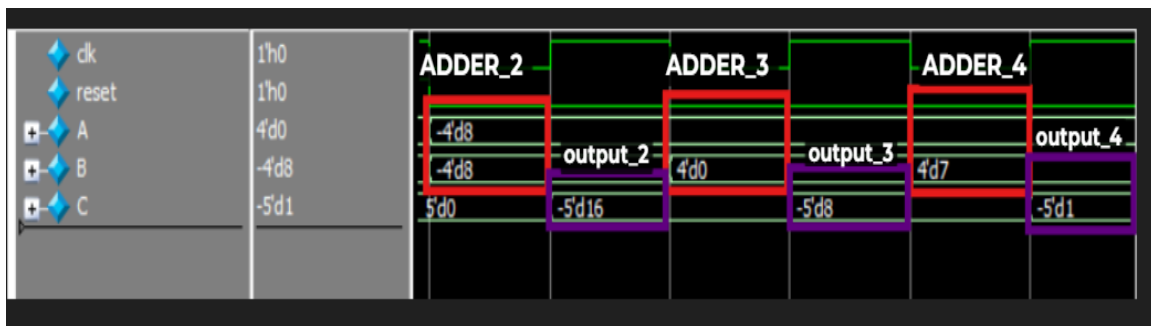 clk 1'h0 ADDER_2 ADDER_3 ADDER_4
reset 1'h0
A 4'd0 -4'd8
output_2 output_3 output_4
B -4'd8 -4'd8 4'd0 4'd7
C -5'd1 5'd0 -5'd16 -5'd8 -5'd1